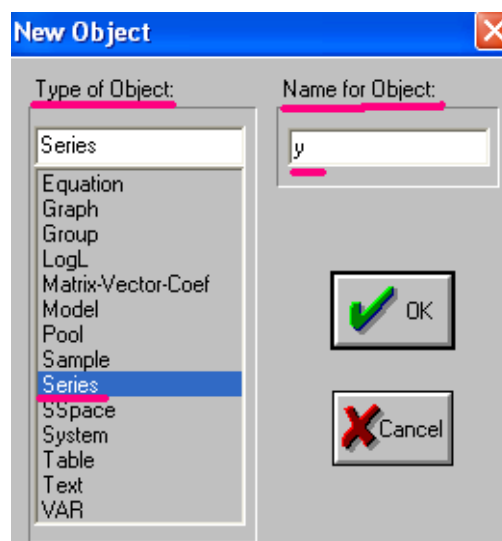 New Object
Type of Object:
Series
Equation
Graph
Group
LogL
Matrix-Vector-Coef
Model
Pool
Sample
Series
SSpace
System
Table
Text
VAR
Name for Object:
y
OK
Cancel